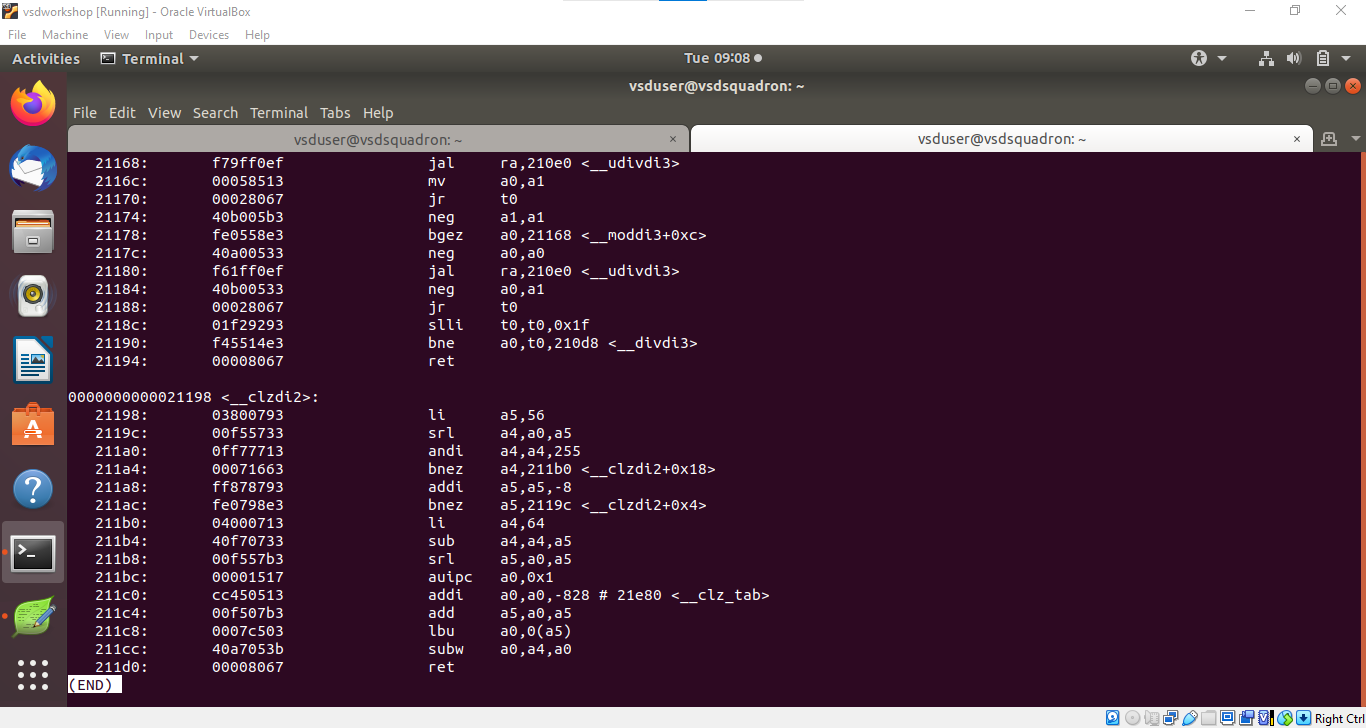 vsdworkshop [Running] - Oracle VirtualBox
File Machine View Input Devices Help
Activities Terminal Tue 09:08
vsduser@vsdsquadron: ~
File Edit View Search Terminal Tabs Help
vsduser@vsdsquadron: ~ × vsduser@vsdsquadron: ~ ×
21168: f79ff0ef jal ra,210e0 <__udivdi3>
2116c: 00058513 mv a0,a1
21170: 00028067 jr t0
21174: 40b005b3 neg a1,a1
21178: fe0558e3 bgez a0,21168 <__moddi3+0xc>
2117c: 40a00533 neg a0,a0
21180: f61ff0ef jal ra,210e0 <__udivdi3>
21184: 40b00533 neg a0,a1
21188: 00028067 jr t0
2118c: 01f29293 slli t0,t0,0x1f
21190: f45514e3 bne a0,t0,210d8 <__divdi3>
21194: 00008067 ret
0000000000021198 <__clzdi2>:
21198: 03800793 li a5,56
2119c: 00f55733 srl a4,a0,a5
211a0: 0ff77713 andi a4,a4,255
211a4: 00071663 bnez a4,211b0 <__clzdi2+0x18>
211a8: ff878793 addi a5,a5,-8
211ac: fe0798e3 bnez a5,2119c <__clzdi2+0x4>
211b0: 04000713 li a4,64
211b4: 40f70733 sub a4,a4,a5
211b8: 00f557b3 srl a5,a0,a5
211bc: 00001517 auipc a0,0x1
211c0: cc450513 addi a0,a0,-828 # 21e80 <__clz_tab>
211c4: 00f507b3 add a5,a0,a5
211c8: 0007c503 lbu a0,0(a5)
211cc: 40a7053b subw a0,a4,a0
211d0: 00008067 ret
(END)
Right Ctrl